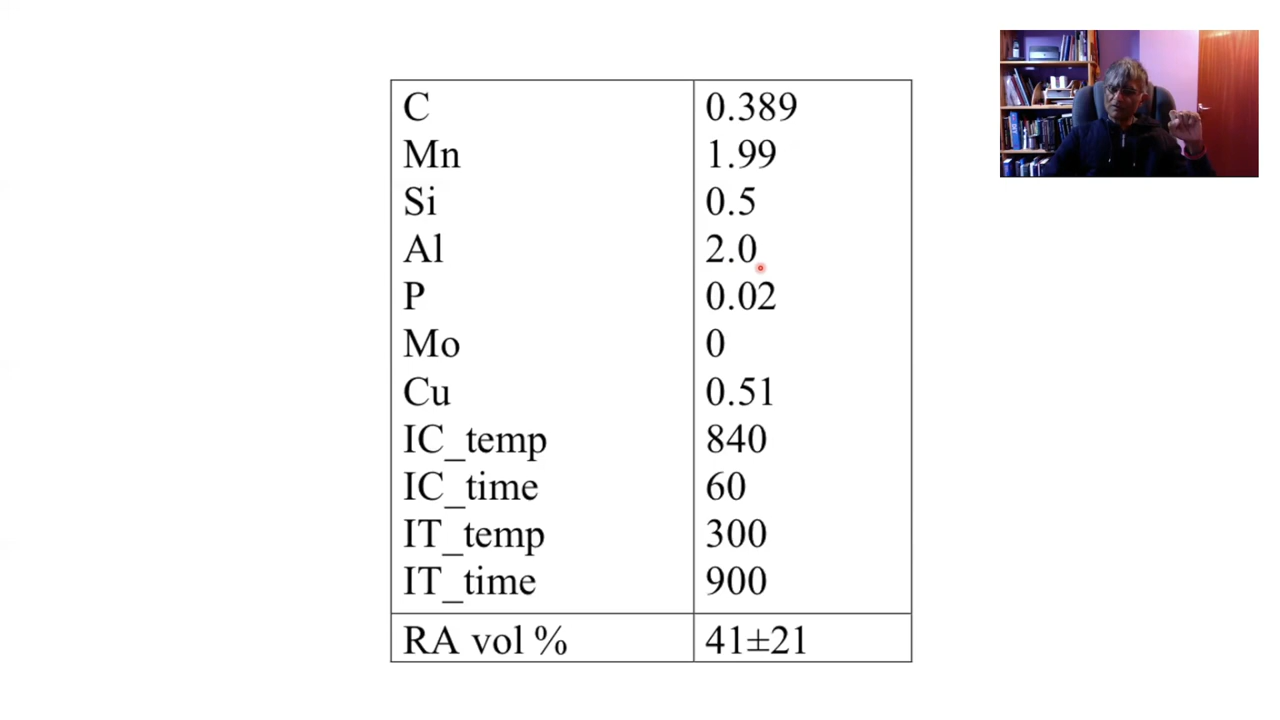 C 0.389
Mn 1.99
Si 0.5
Al 2.0
P 0.02
Mo 0
Cu 0.51
IC_temp 840
IC_time 60
IT_temp 300
IT_time 900
RA vol % 41±21